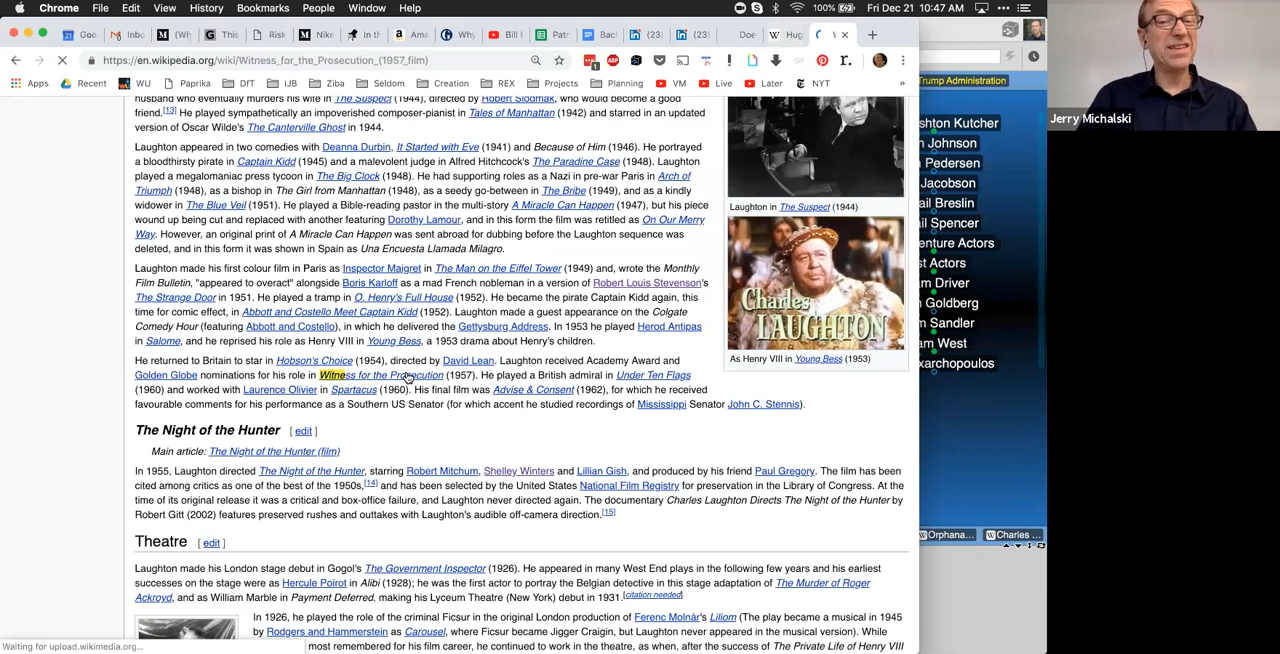 Chrome File Edit View History Bookmarks People Window Help 100% Fri Dec 21 10:47 AM
Goo Inbo (Wh This Risk Nike In th Ama Why Bill I Patr Bac (23) (23) Doe Hug
https://en.wikipedia.org/wiki/Witness_for_the_Prosecution_(1957_film)
Apps Recent WU Paprika DfT UIB Ziba Seldom Creation REX Projects Planning VM Live Later NYT »
husband who eventually murders his wife in The Suspect (1944), directed by Robert Siodmak, who would become a good
friend.[13] He played sympathetically an impoverished composer-pianist in Tales of Manhattan (1942) and starred in an updated
version of Oscar Wilde's The Canterville Ghost in 1944.
Laughton appeared in two comedies with Deanna Durbin, It Started with Eve (1941) and Because of Him (1946). He portrayed
a bloodthirsty pirate in Captain Kidd (1945) and a malevolent judge in Alfred Hitchcock's The Paradine Case (1948). Laughton
played a megalomaniac press tycoon in The Big Clock (1948). He had supporting roles as a Nazi in pre-war Paris in Arch of
Triumph (1948), as a bishop in The Girl from Manhattan (1948), as a seedy go-between in The Bribe (1949), and as a kindly
widower in The Blue Veil (1951). He played a Bible-reading pastor in the multi-story A Miracle Can Happen (1947), but his piece
wound up being cut and replaced with another featuring Dorothy Lamour, and in this form the film was retitled as On Our Merry
Way. However, an original print of A Miracle Can Happen was sent abroad for dubbing before the Laughton sequence was
deleted, and in this form it was shown in Spain as Una Encuesta Llamada Milagro.
Laughton made his first colour film in Paris as Inspector Maigret in The Man on the Eiffel Tower (1949) and, wrote the Monthly
Film Bulletin, "appeared to overact" alongside Boris Karloff as a mad French nobleman in a version of Robert Louis Stevenson's
The Strange Door in 1951. He played a tramp in O. Henry's Full House (1952). He became the pirate Captain Kidd again, this
time for comic effect, in Abbott and Costello Meet Captain Kidd (1952). Laughton made a guest appearance on the Colgate
Comedy Hour (featuring Abbott and Costello), in which he delivered the Gettysburg Address. In 1953 he played Herod Antipas
in Salome, and he reprised his role as Henry VIII in Young Bess, a 1953 drama about Henry's children.
He returned to Britain to star in Hobson's Choice (1954), directed by David Lean. Laughton received Academy Award and
Golden Globe nominations for his role in Witness for the Prosecution (1957). He played a British admiral in Under Ten Flags
(1960) and worked with Laurence Olivier in Spartacus (1960). His final film was Advise & Consent (1962), for which he received
favourable comments for his performance as a Southern US Senator (for which accent he studied recordings of Mississippi Senator John C. Stennis).
Laughton in The Suspect (1944)
Charles
LAUGHTON
As Henry VIII in Young Bess (1953)
The Night of the Hunter [ edit ]
Main article: The Night of the Hunter (film)
In 1955, Laughton directed The Night of the Hunter, starring Robert Mitchum, Shelley Winters and Lillian Gish, and produced by his friend Paul Gregory. The film has been
cited among critics as one of the best of the 1950s,[14] and has been selected by the United States National Film Registry for preservation in the Library of Congress. At the
time of its original release it was a critical and box-office failure, and Laughton never directed again. The documentary Charles Laughton Directs The Night of the Hunter by
Robert Gitt (2002) features preserved rushes and outtakes with Laughton's audible off-camera direction.[15]
Theatre [ edit ]
Laughton made his London stage debut in Gogol's The Government Inspector (1926). He appeared in many West End plays in the following few years and his earliest
successes on the stage were as Hercule Poirot in Alibi (1928); he was the first actor to portray the Belgian detective in this stage adaptation of The Murder of Roger
Ackroyd, and as William Marble in Payment Deferred, making his Lyceum Theatre (New York) debut in 1931.[citation needed]
In 1926, he played the role of the criminal Ficsur in the original London production of Ferenc Molnár's Liliom (The play became a musical in 1945
by Rodgers and Hammerstein as Carousel, where Ficsur became Jigger Craigin, but Laughton never appeared in the musical version). While
most remembered for his film career, he continued to work in the theatre, as when, after the success of The Private Life of Henry VIII
Waiting for upload.wikimedia.org...
Trump Administration
shton Kutcher
n Johnson
Pedersen
Jacobson
ail Breslin
il Spencer
enture Actors
st Actors
m Driver
n Goldberg
m Sandler
m West
xarchopoulos
Orphana...
Charles ...
Jerry Michalski